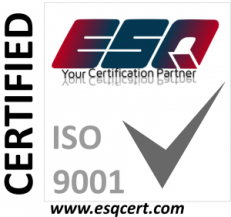 CERTIFIED
ESQ
Your Certification Partner
ISO
9001
www.esqcert.com